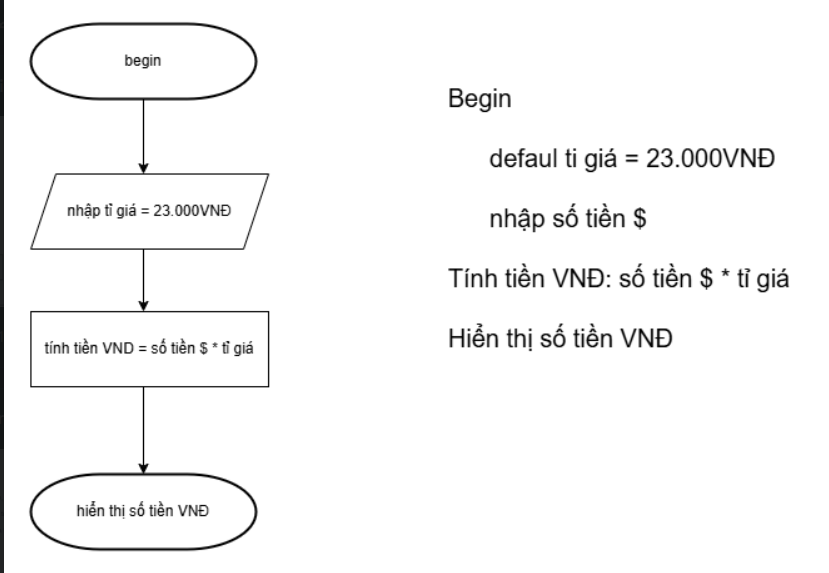 begin
nhập tỉ giá = 23.000VNĐ
tính tiền VND = số tiền $ * tỉ giá
hiển thị số tiền VNĐ
Begin
defaul ti giá = 23.000VNĐ
nhập số tiền $
Tính tiền VNĐ: số tiền $ * tỉ giá
Hiển thị số tiền VNĐ